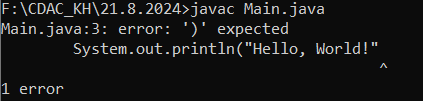 F:\CDAC_KH\21.8.2024>javac Main.java
Main.java:3: error: ')' expected
        System.out.println("Hello, World!"
                                          ^
1 error